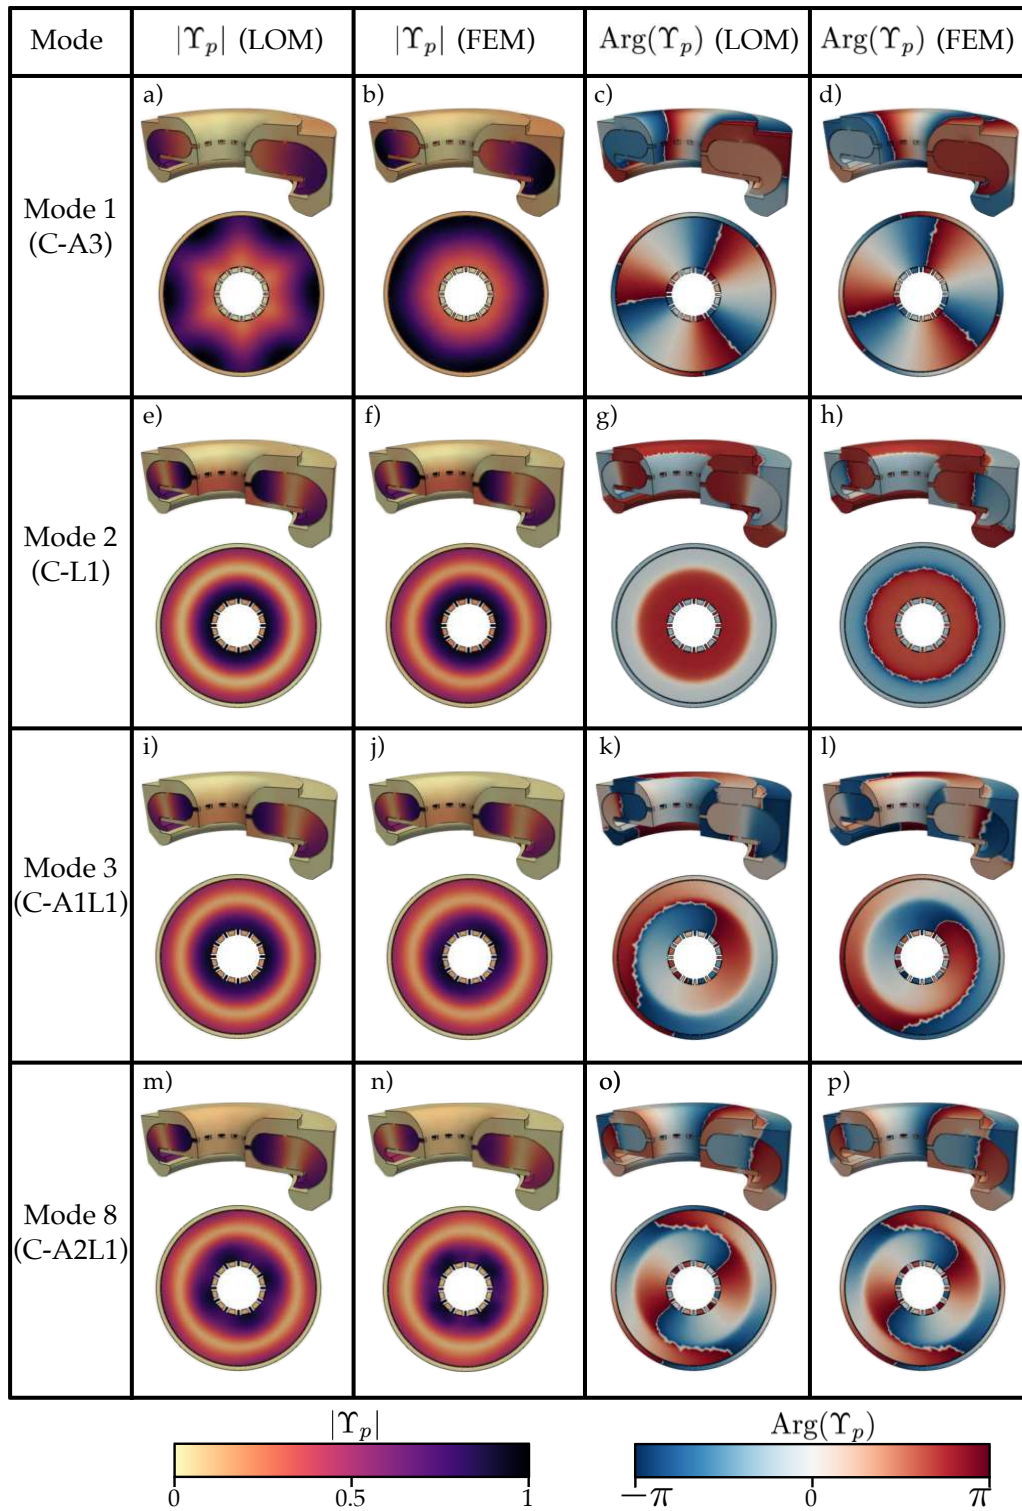 Mode |ϒ_p| (LOM) |ϒ_p| (FEM) Arg(ϒ_p) (LOM) Arg(ϒ_p) (FEM)
a) b) c) d)
Mode 1
(C-A3)
e) f) g) h)
Mode 2
(C-L1)
i) j) k) l)
Mode 3
(C-A1L1)
m) n) o) p)
Mode 8
(C-A2L1)
|ϒ_p| Arg(ϒ_p)
0 0.5 1 −π 0 π